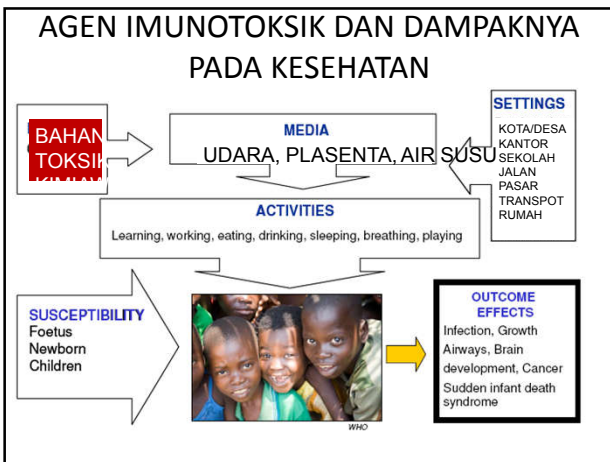 AGEN IMUNOTOKSIK DAN DAMPAKNYA
PADA KESEHATAN
BAHAN
TOKSIK
MEDIA
UDARA, PLASENTA, AIR SUSU
SETTINGS
KOTA/DESA
KANTOR
SEKOLAH
JALAN
PASAR
TRANSPOT
RUMAH
ACTIVITIES
Learning, working, eating, drinking, sleeping, breathing, playing
SUSCEPTIBILITY
Foetus
Newborn
Children
WHO
OUTCOME
EFFECTS
Infection, Growth
Airways, Brain
development, Cancer
Sudden infant death
syndrome